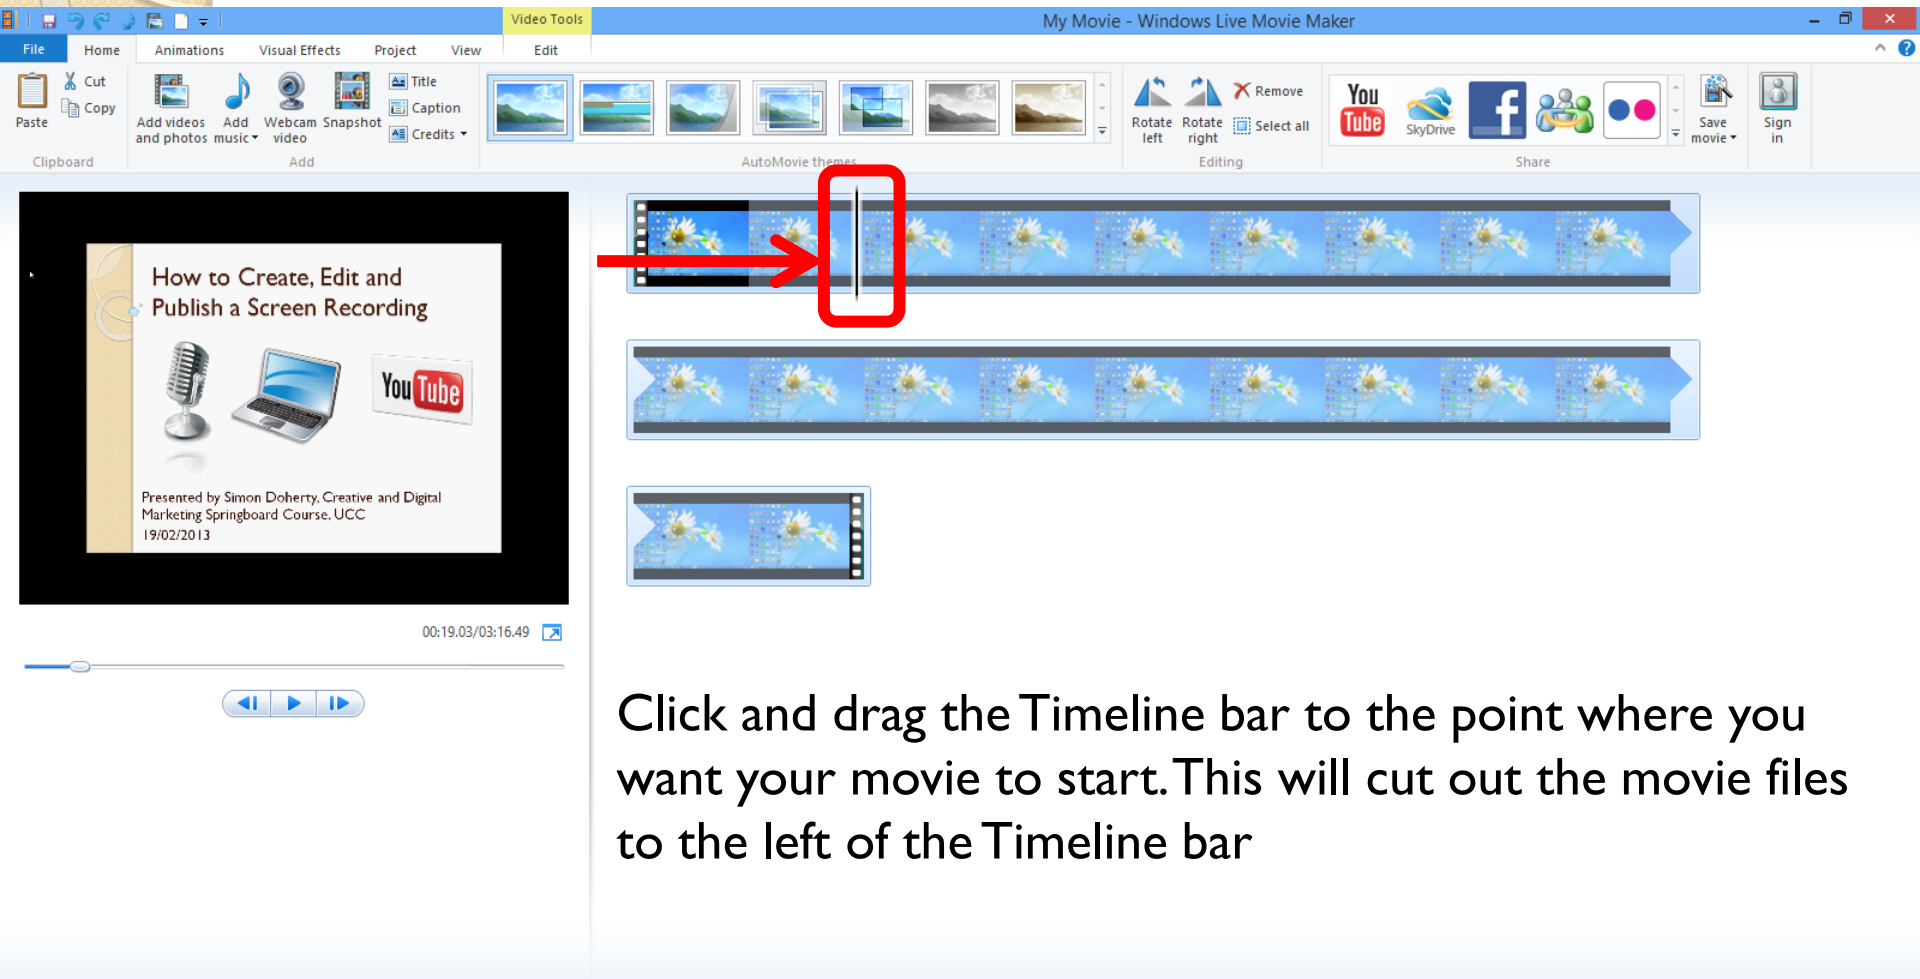 Video Tools
My Movie - Windows Live Movie Maker
File Home Animations Visual Effects Project View Edit
Paste
Cut
Copy
Clipboard
Add videos and photos
Add music
Webcam video
Snapshot
Title
Caption
Credits
Add
AutoMovie themes
Rotate left
Rotate right
Remove
Select all
Editing
You Tube
SkyDrive
f
Share
Save movie
Sign in
How to Create, Edit and
Publish a Screen Recording
You Tube
Presented by Simon Doherty, Creative and Digital
Marketing Springboard Course, UCC
19/02/2013
00:19.03/03:16.49
Click and drag the Timeline bar to the point where you
want your movie to start. This will cut out the movie files
to the left of the Timeline bar